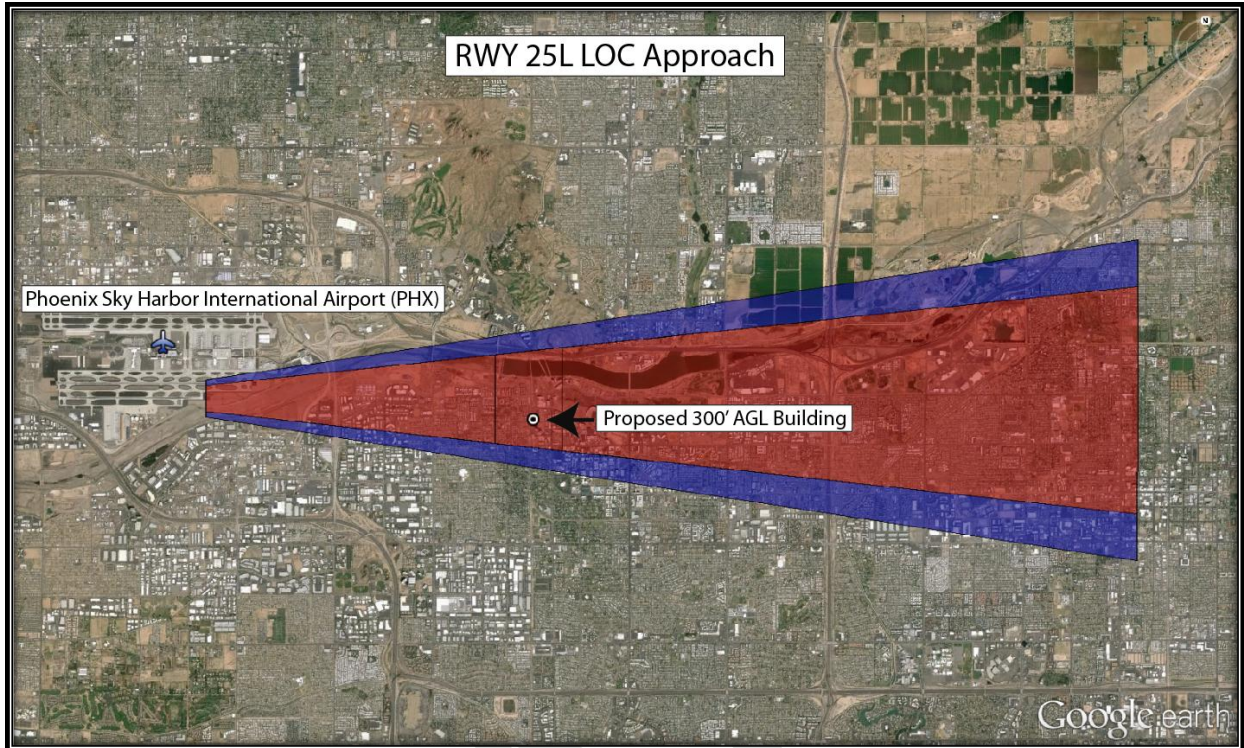 RWY 25L LOC Approach
Phoenix Sky Harbor International Airport (PHX)
Proposed 300' AGL Building
Google earth